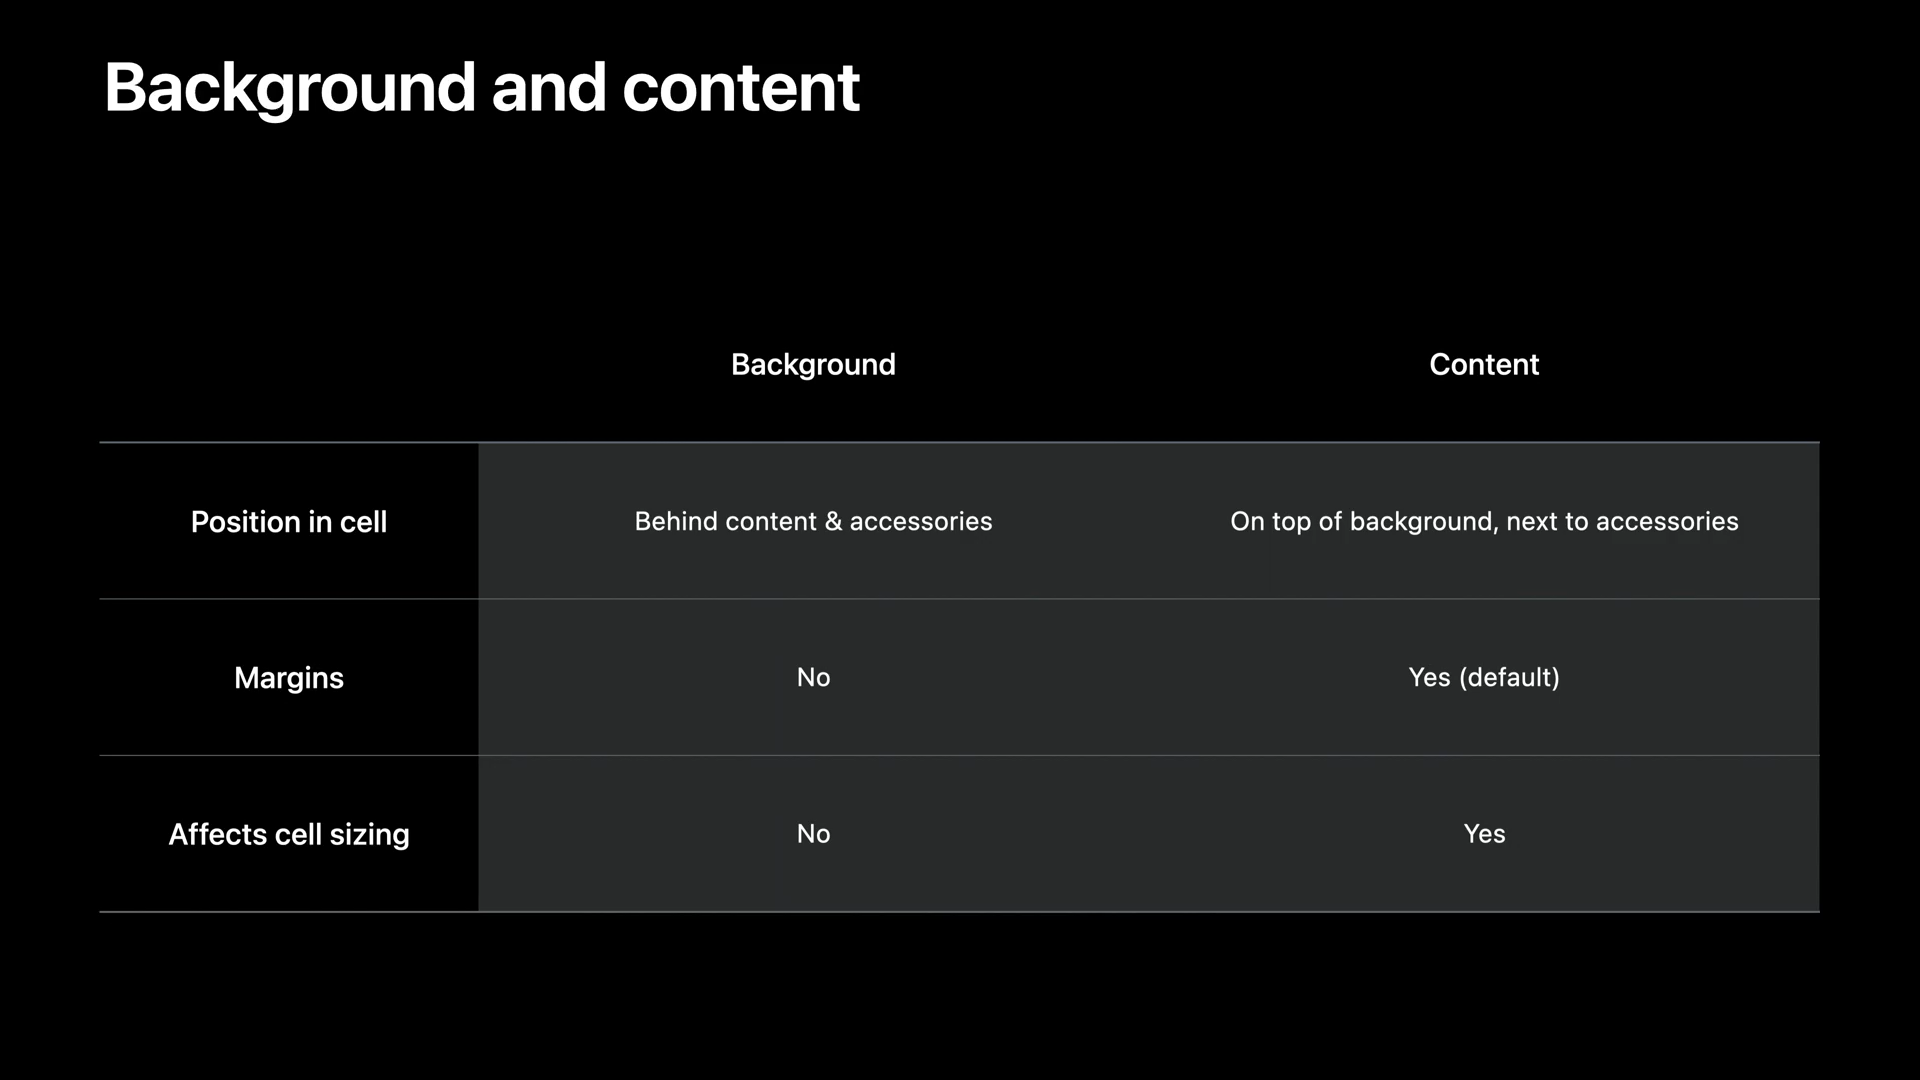 Background and content
Background
Content
Position in cell
Behind content & accessories
On top of background, next to accessories
Margins
No
Yes (default)
Affects cell sizing
No
Yes